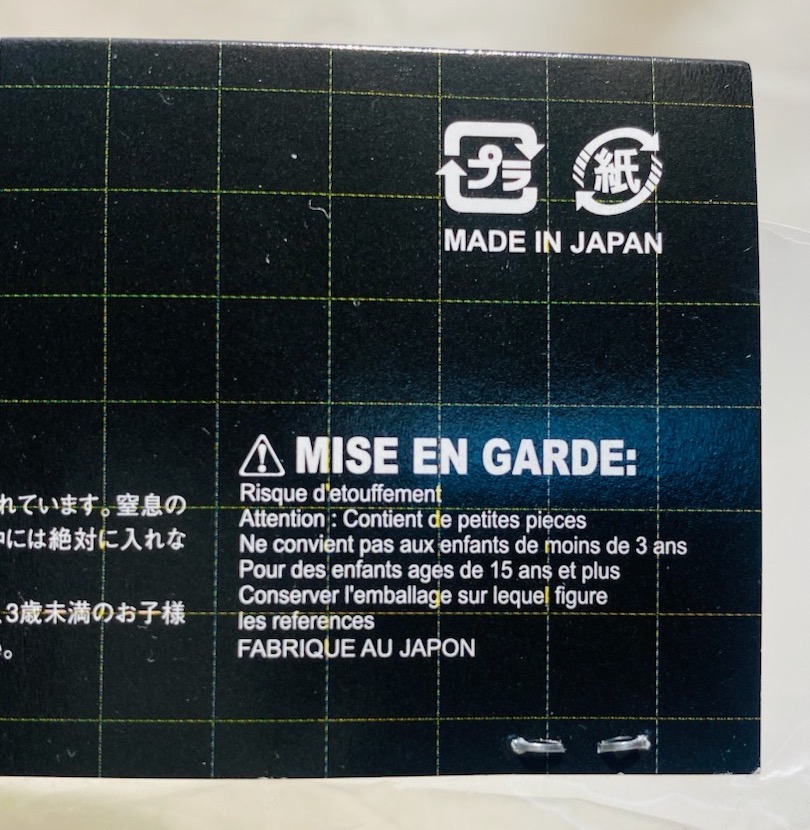 プラ 紙
MADE IN JAPAN
れています。窒息の
には絶対に入れな
3歳未満のお子様
。
⚠ MISE EN GARDE:
Risque d'etouffement
Attention : Contient de petites pieces
Ne convient pas aux enfants de moins de 3 ans
Pour des enfants ages de 15 ans et plus
Conserver l'emballage sur lequel figure
les references
FABRIQUE AU JAPON